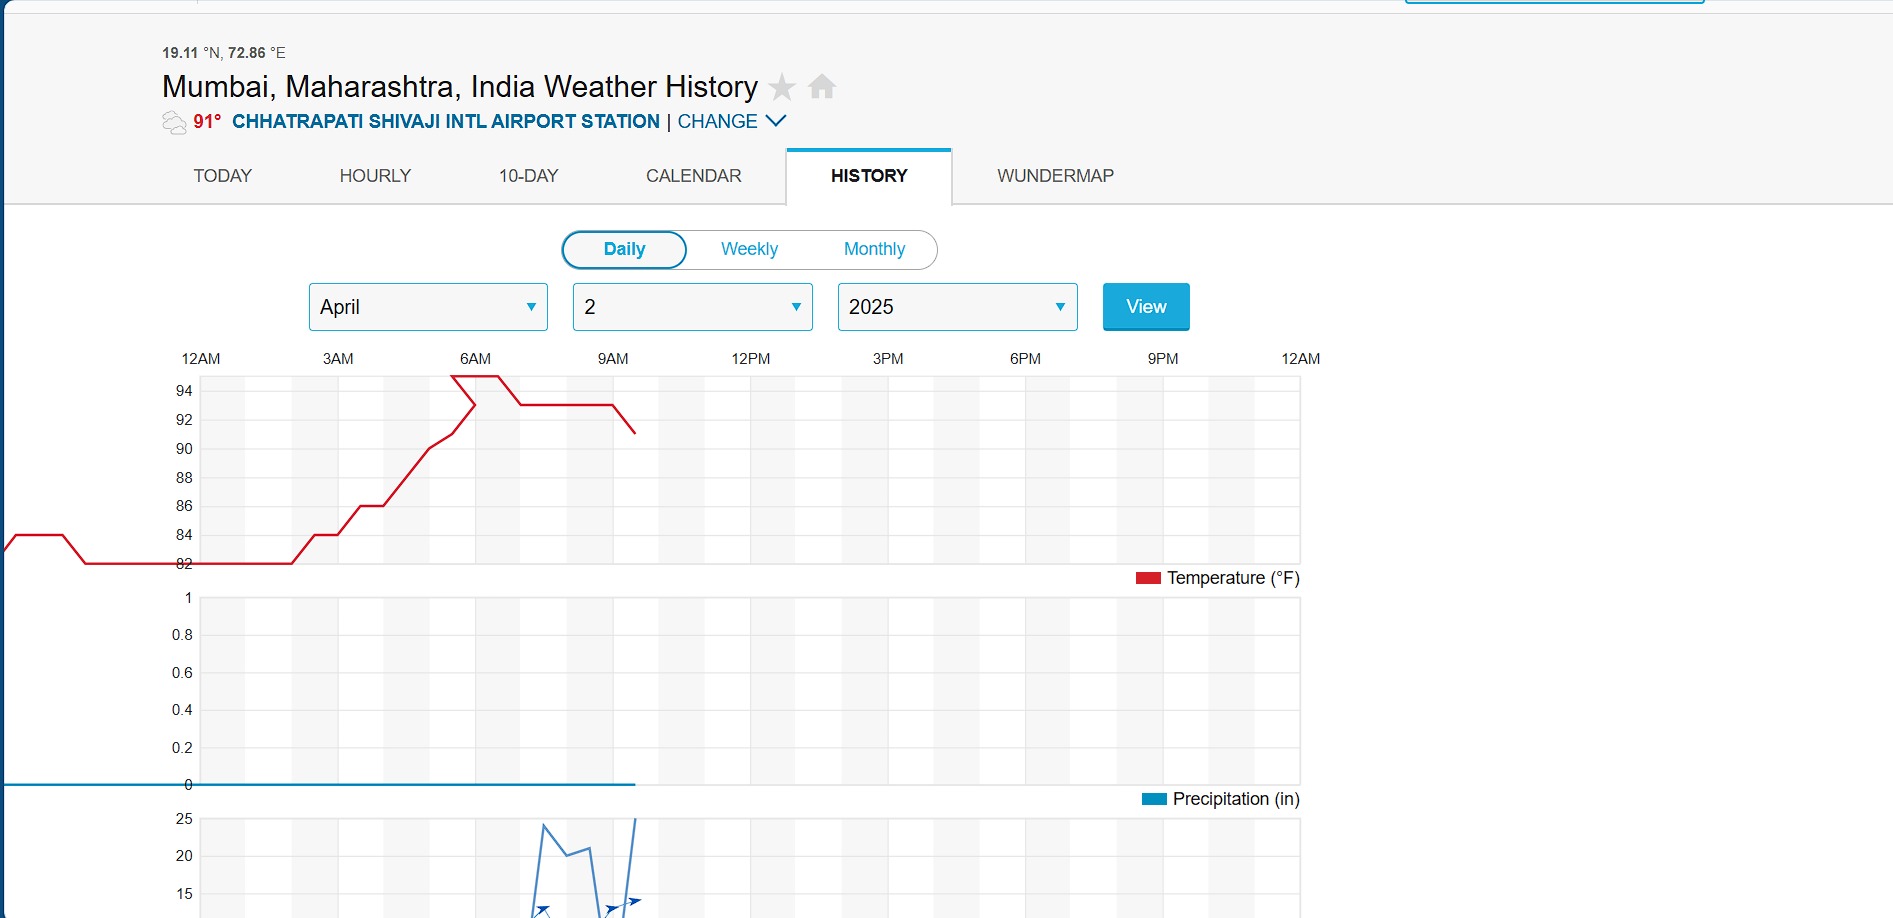 19.11 °N, 72.86 °E
Mumbai, Maharashtra, India Weather History
91° CHHATRAPATI SHIVAJI INTL AIRPORT STATION | CHANGE
TODAY HOURLY 10-DAY CALENDAR HISTORY WUNDERMAP
Daily Weekly Monthly
April 2 2025 View
12AM 3AM 6AM 9AM 12PM 3PM 6PM 9PM 12AM
94
92
90
88
86
84
82
Temperature (°F)
1
0.8
0.6
0.4
0.2
0
Precipitation (in)
25
20
15